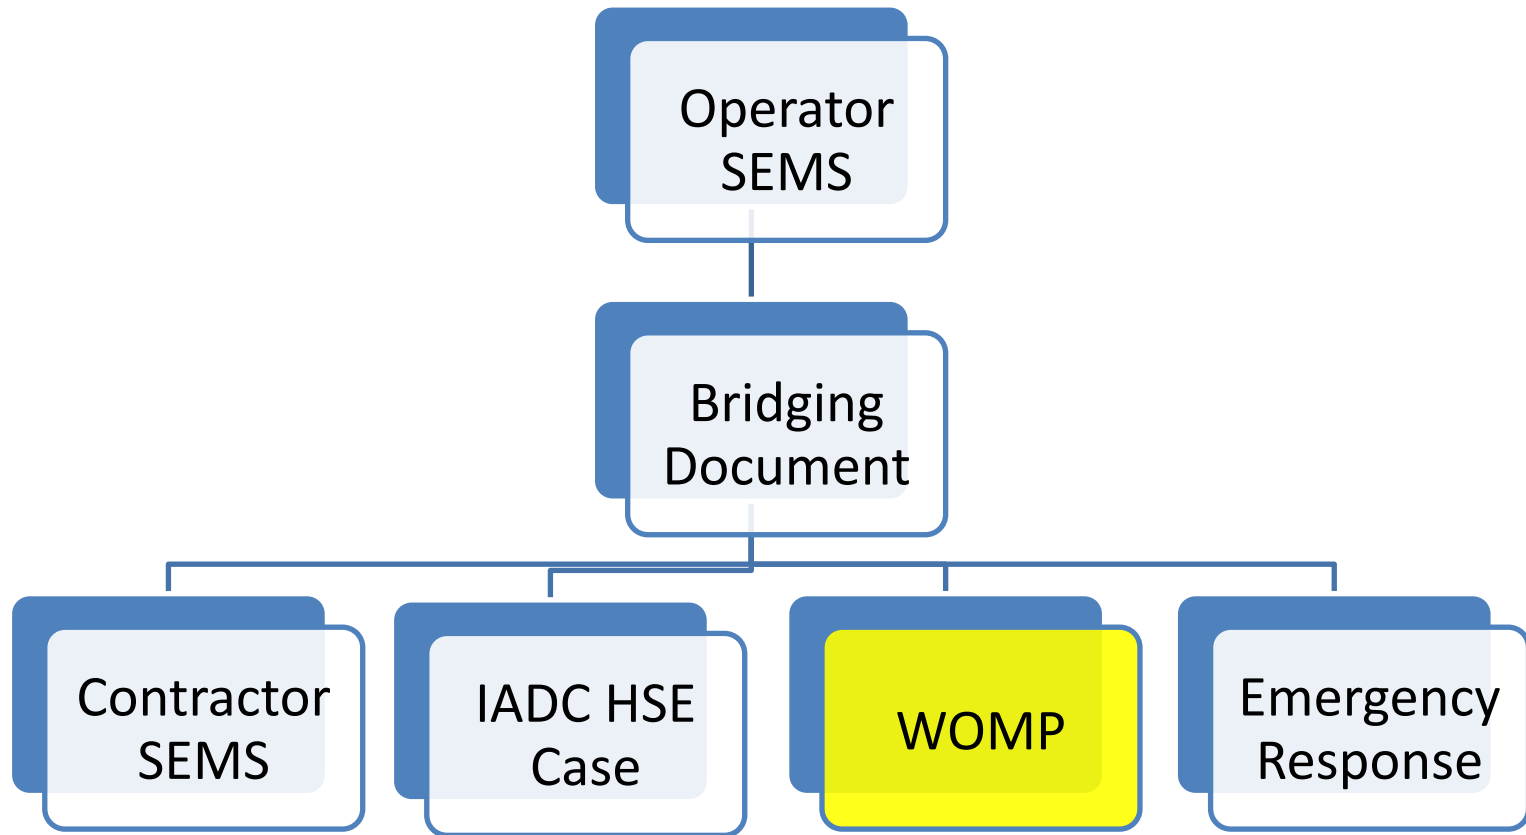 Operator
SEMS
Bridging
Document
Contractor
SEMS
IADC HSE
Case
WOMP
Emergency
Response